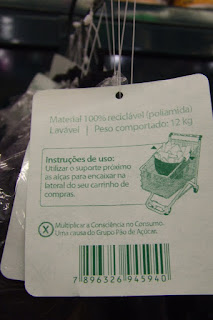 Material 100% reciclável (poliamida)
Lavável | Peso comportado: 12 kg
Instruções de uso:
Utilizar o suporte próximo
às alças para encaixar na
lateral do seu carrinho de
compras.
Multiplicar a Consciência no Consumo.
Uma causa do Grupo Pão de Açúcar.
7 896326 945940